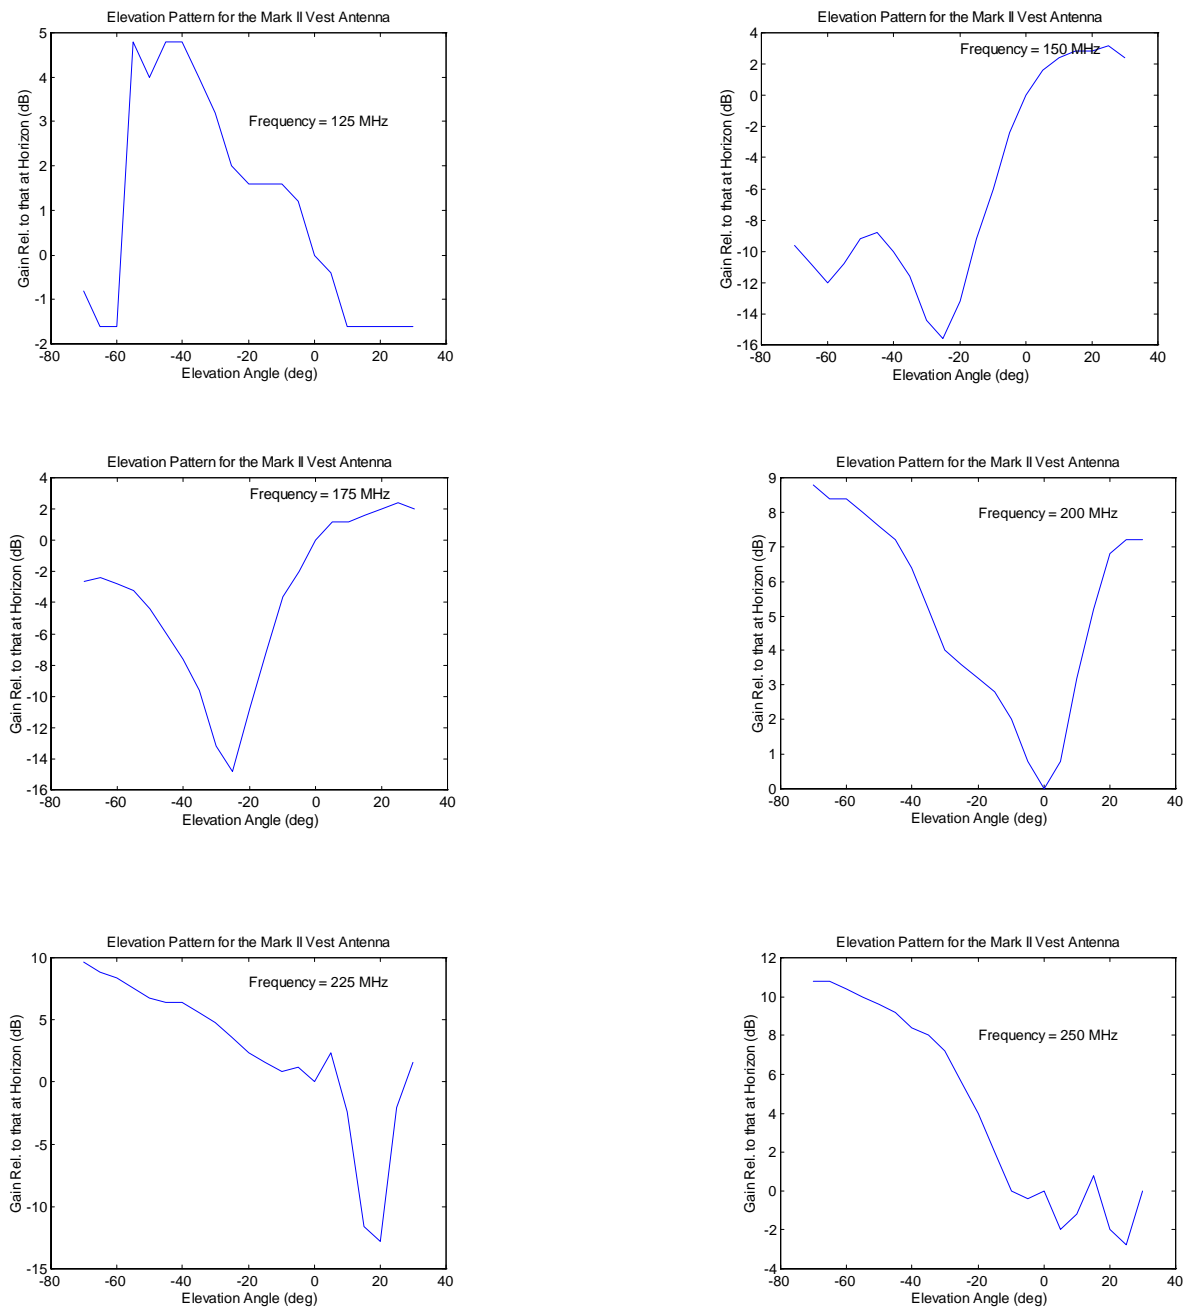 Elevation Pattern for the Mark II Vest Antenna
5
4
3
2
1
0
-1
-2
Gain Rel. to that at Horizon (dB)
Frequency = 125 MHz
-80 -60 -40 -20 0 20 40
Elevation Angle (deg)
Elevation Pattern for the Mark II Vest Antenna
4
2
0
-2
-4
-6
-8
-10
-12
-14
-16
Gain Rel. to that at Horizon (dB)
Frequency = 150 MHz
-80 -60 -40 -20 0 20 40
Elevation Angle (deg)
Elevation Pattern for the Mark II Vest Antenna
4
2
0
-2
-4
-6
-8
-10
-12
-14
-16
Gain Rel. to that at Horizon (dB)
Frequency = 175 MHz
-80 -60 -40 -20 0 20 40
Elevation Angle (deg)
Elevation Pattern for the Mark II Vest Antenna
9
8
7
6
5
4
3
2
1
0
Gain Rel. to that at Horizon (dB)
Frequency = 200 MHz
-80 -60 -40 -20 0 20 40
Elevation Angle (deg)
Elevation Pattern for the Mark II Vest Antenna
10
5
0
-5
-10
-15
Gain Rel. to that at Horizon (dB)
Frequency = 225 MHz
-80 -60 -40 -20 0 20 40
Elevation Angle (deg)
Elevation Pattern for the Mark II Vest Antenna
12
10
8
6
4
2
0
-2
-4
Gain Rel. to that at Horizon (dB)
Frequency = 250 MHz
-80 -60 -40 -20 0 20 40
Elevation Angle (deg)